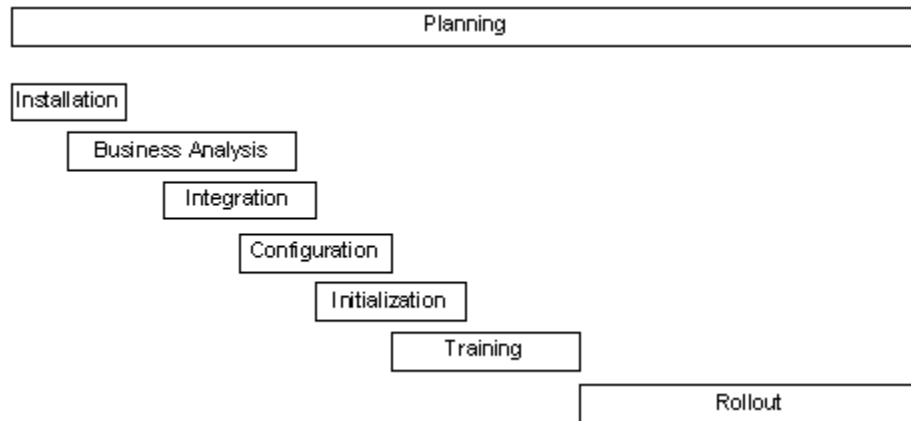 Planning
Installation
Business Analysis
Integration
Configuration
Initialization
Training
Rollout